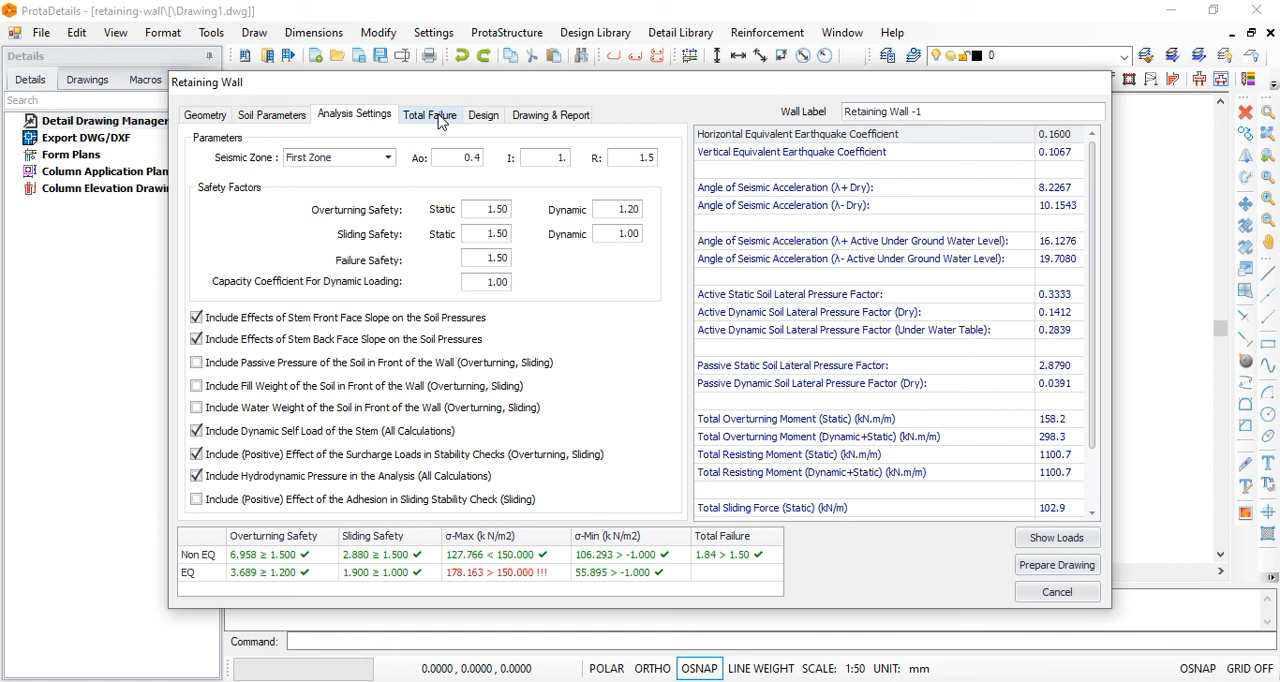 ProtaDetails - [retaining-wall\[\Drawing1.dwg]]
File Edit View Format Tools Draw Dimensions Modify Settings ProtaStructure Design Library Detail Library Reinforcement Window Help
Details
0
Details Drawings Macros
Search
Detail Drawing Manager
Export DWG/DXF
Form Plans
Column Application Plan
Column Elevation Drawin
Retaining Wall
Geometry Soil Parameters Analysis Settings Total Failure Design Drawing & Report
Wall Label Retaining Wall -1
Parameters
Seismic Zone : First Zone Ao: 0.4 I: 1. R: 1.5
Safety Factors
Overturning Safety: Static 1.50 Dynamic 1.20
Sliding Safety: Static 1.50 Dynamic 1.00
Failure Safety: 1.50
Capacity Coefficient For Dynamic Loading: 1.00
Include Effects of Stem Front Face Slope on the Soil Pressures
Include Effects of Stem Back Face Slope on the Soil Pressures
Include Passive Pressure of the Soil in Front of the Wall (Overturning, Sliding)
Include Fill Weight of the Soil in Front of the Wall (Overturning, Sliding)
Include Water Weight of the Soil in Front of the Wall (Overturning, Sliding)
Include Dynamic Self Load of the Stem (All Calculations)
Include (Positive) Effect of the Surcharge Loads in Stability Checks (Overturning, Sliding)
Include Hydrodynamic Pressure in the Analysis (All Calculations)
Include (Positive) Effect of the Adhesion in Sliding Stability Check (Sliding)
Horizontal Equivalent Earthquake Coefficient 0.1600
Vertical Equivalent Earthquake Coefficient 0.1067
Angle of Seismic Acceleration (λ+ Dry): 8.2267
Angle of Seismic Acceleration (λ- Dry): 10.1543
Angle of Seismic Acceleration (λ+ Active Under Ground Water Level): 16.1276
Angle of Seismic Acceleration (λ- Active Under Ground Water Level): 19.7080
Active Static Soil Lateral Pressure Factor: 0.3333
Active Dynamic Soil Lateral Pressure Factor (Dry): 0.1412
Active Dynamic Soil Lateral Pressure Factor (Under Water Table): 0.2839
Passive Static Soil Lateral Pressure Factor: 2.8790
Passive Dynamic Soil Lateral Pressure Factor (Dry): 0.0391
Total Overturning Moment (Static) (kN.m/m) 158.2
Total Overturning Moment (Dynamic+Static) (kN.m/m) 298.3
Total Resisting Moment (Static) (kN.m/m) 1100.7
Total Resisting Moment (Dynamic+Static) (kN.m/m) 1100.7
Total Sliding Force (Static) (kN/m) 102.9
Overturning Safety Sliding Safety σ-Max (k N/m2) σ-Min (k N/m2) Total Failure
Non EQ 6.958 ≥ 1.500 ✔ 2.880 ≥ 1.500 ✔ 127.766 < 150.000 ✔ 106.293 > -1.000 ✔ 1.84 > 1.50 ✔
EQ 3.689 ≥ 1.200 ✔ 1.900 ≥ 1.000 ✔ 178.163 > 150.000 !!! 55.895 > -1.000 ✔
Show Loads
Prepare Drawing
Cancel
Command:
0.0000 , 0.0000 , 0.0000 POLAR ORTHO OSNAP LINE WEIGHT SCALE: 1:50 UNIT: mm OSNAP GRID OFF